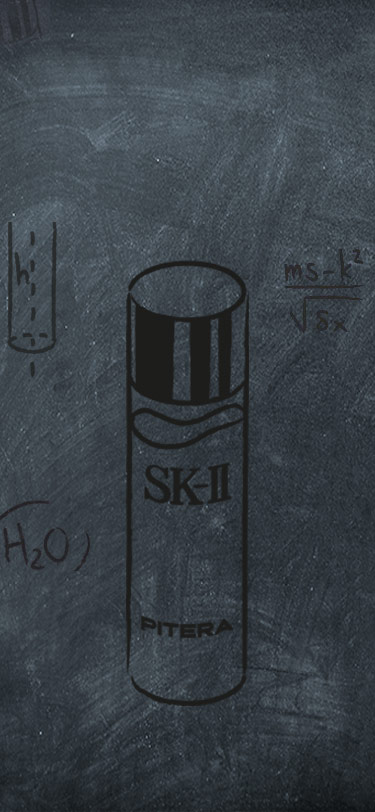 h
ms-k²
√δx
SK-II
(H₂O)
PITERA